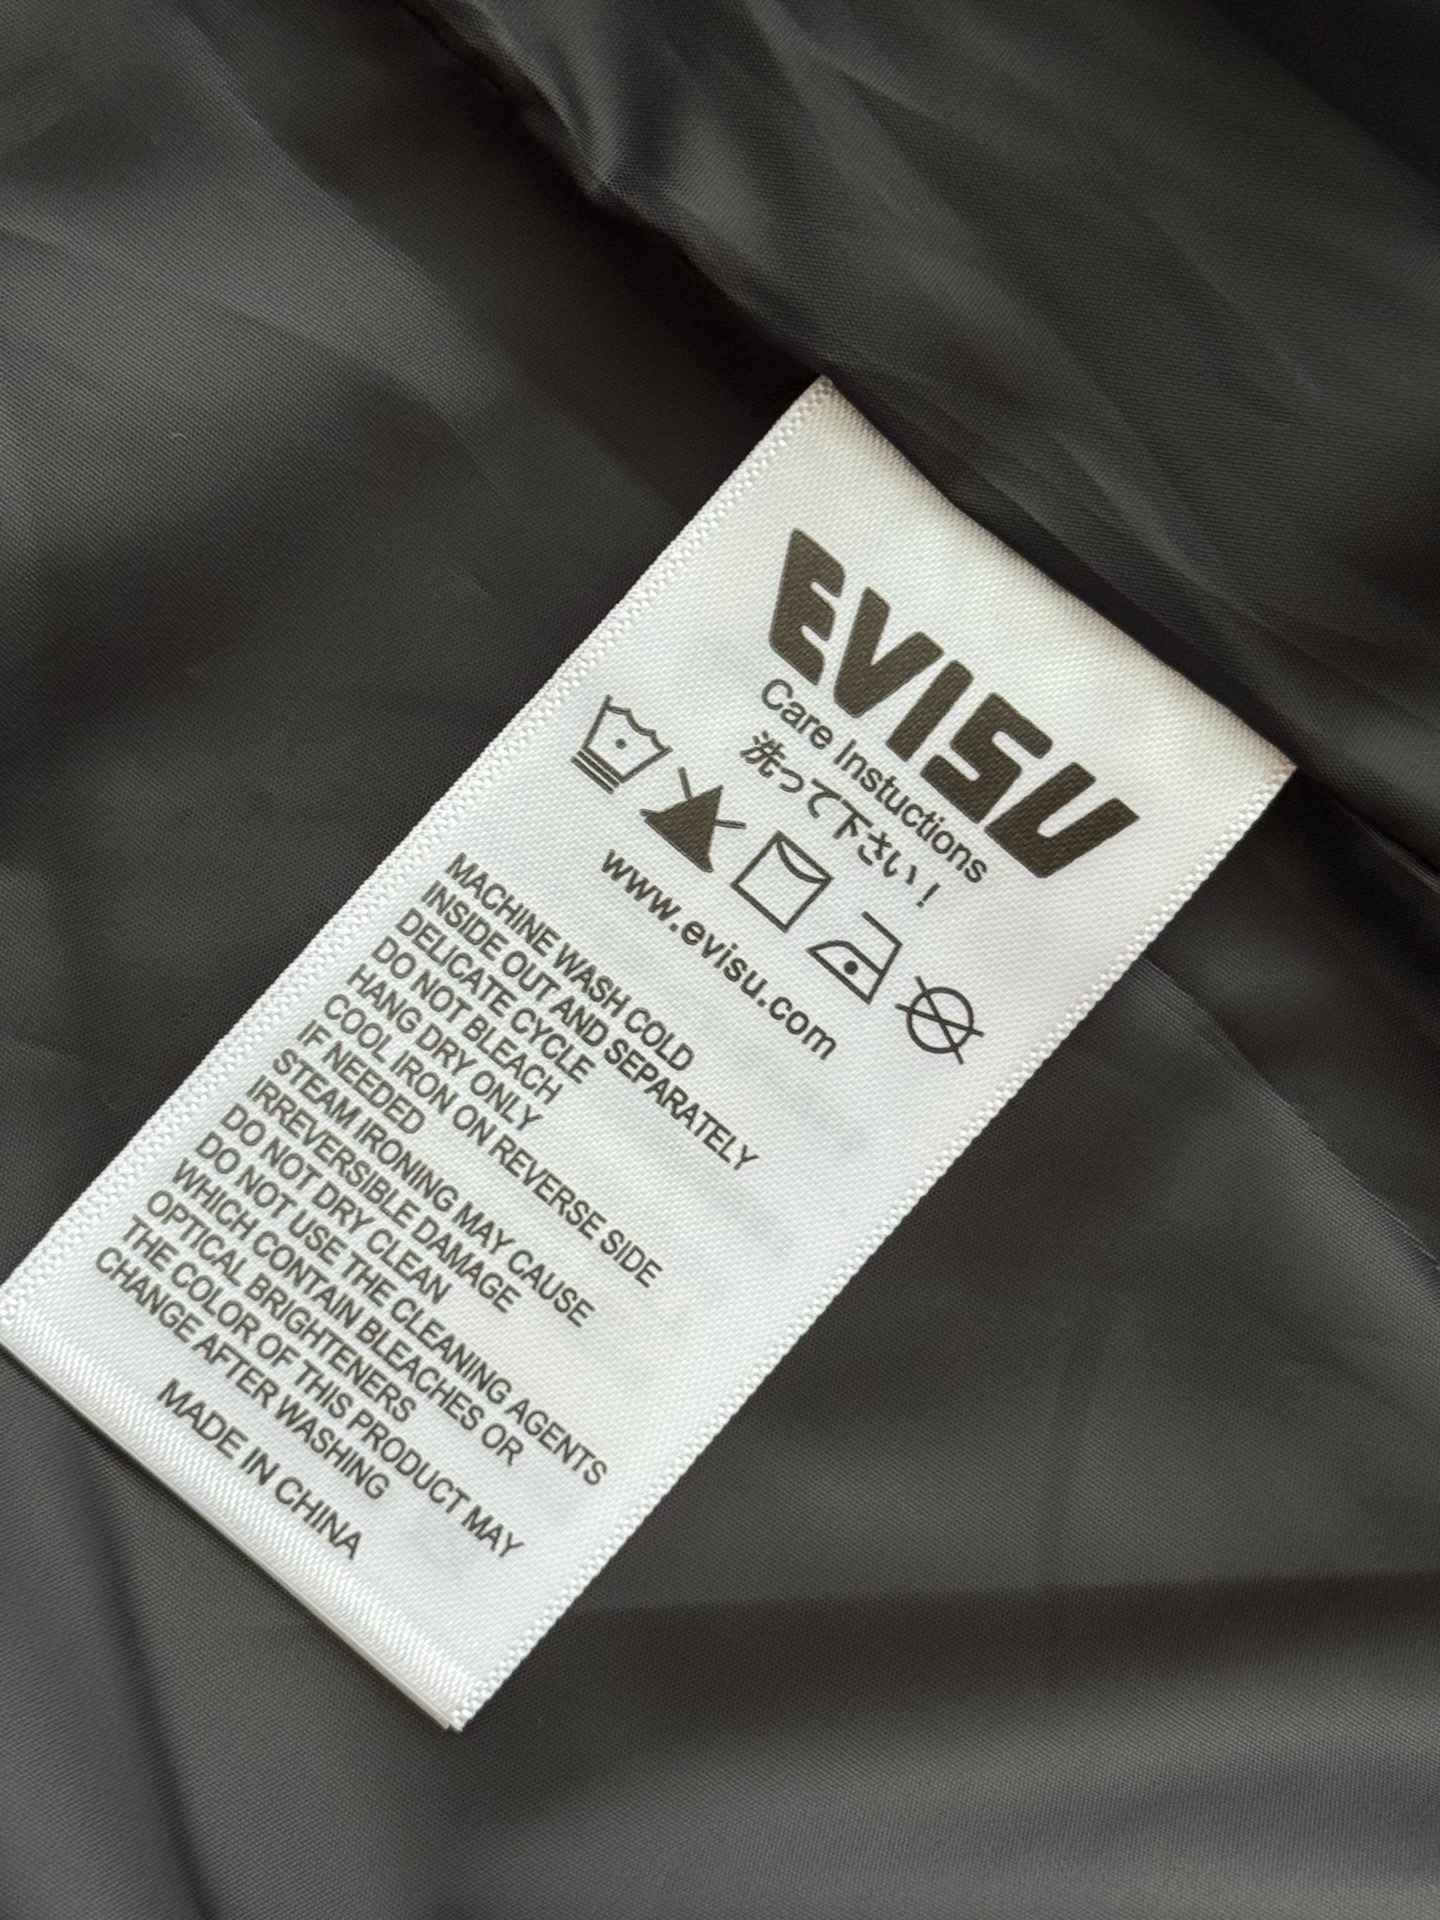 EVISU
Care Instuctions
洗って下さい！
www.evisu.com
MACHINE WASH COLD
INSIDE OUT AND SEPARATELY
DELICATE CYCLE
DO NOT BLEACH
HANG DRY ONLY
COOL IRON ON REVERSE SIDE
IF NEEDED
STEAM IRONING MAY CAUSE
IRREVERSIBLE DAMAGE
DO NOT DRY CLEAN
DO NOT USE THE CLEANING AGENTS
WHICH CONTAIN BLEACHES OR
OPTICAL BRIGHTENERS
THE COLOR OF THIS PRODUCT MAY
CHANGE AFTER WASHING
MADE IN CHINA